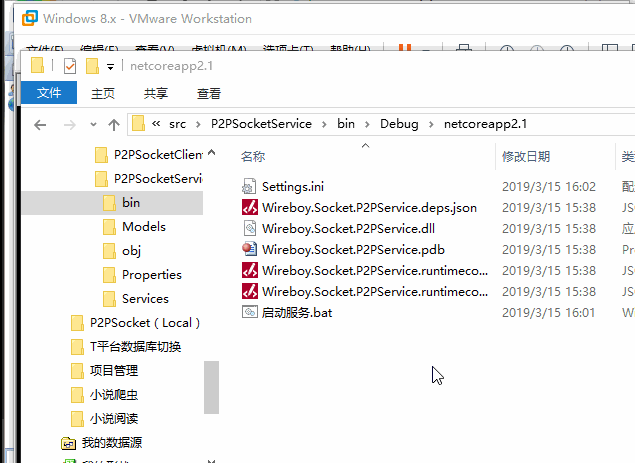 Windows 8.x - VMware Workstation
文件(F) 编辑(E) 查看(V) 虚拟机(M) 选项卡(T) 帮助(H)
netcoreapp2.1
文件 主页 共享 查看
« src > P2PSocketService > bin > Debug > netcoreapp2.1
P2PSocketClien
P2PSocketServi
bin
Models
obj
Properties
Services
P2PSocket ( Local )
T平台数据库切换
项目管理
小说爬虫
小说阅读
我的数据源
名称 修改日期 类
Settings.ini 2019/3/15 16:02 配
Wireboy.Socket.P2PService.deps.json 2019/3/15 15:38 JS
Wireboy.Socket.P2PService.dll 2019/3/15 15:38 应
Wireboy.Socket.P2PService.pdb 2019/3/15 15:38 Pr
Wireboy.Socket.P2PService.runtimeco... 2019/3/15 15:38 JS
Wireboy.Socket.P2PService.runtimeco... 2019/3/15 15:38 JS
启动服务.bat 2019/3/15 16:01 W